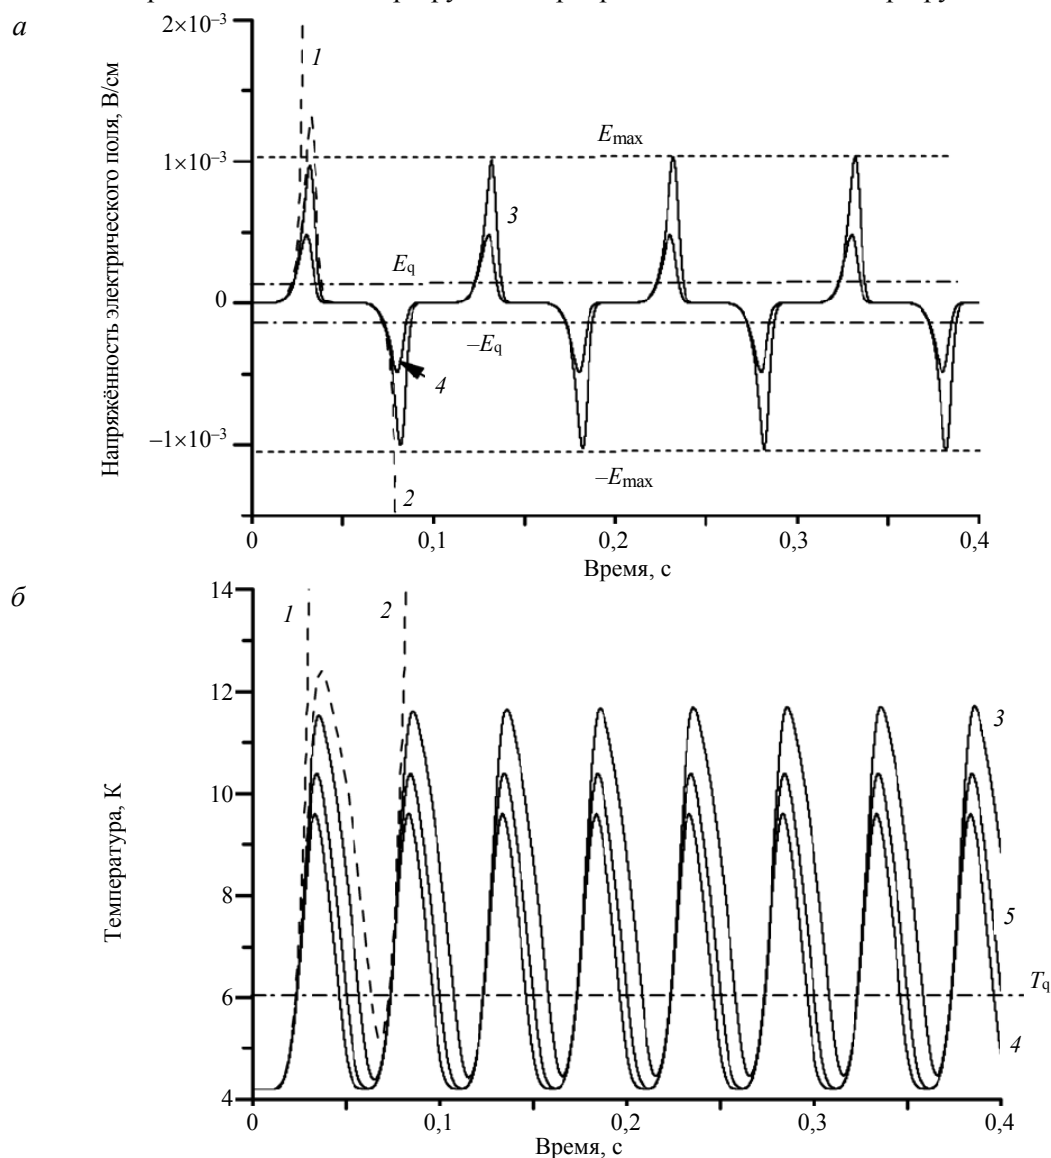 а
2×10⁻³
1×10⁻³
0
–1×10⁻³
Напряжённость электрического поля, В/см
1
E_max
3
E_q
–E_q
4
–E_max
2
0
0,1
0,2
0,3
0,4
Время, с
б
14
12
10
8
6
4
Температура, К
1
2
3
5
T_q
4
0
0,1
0,2
0,3
0,4
Время, с